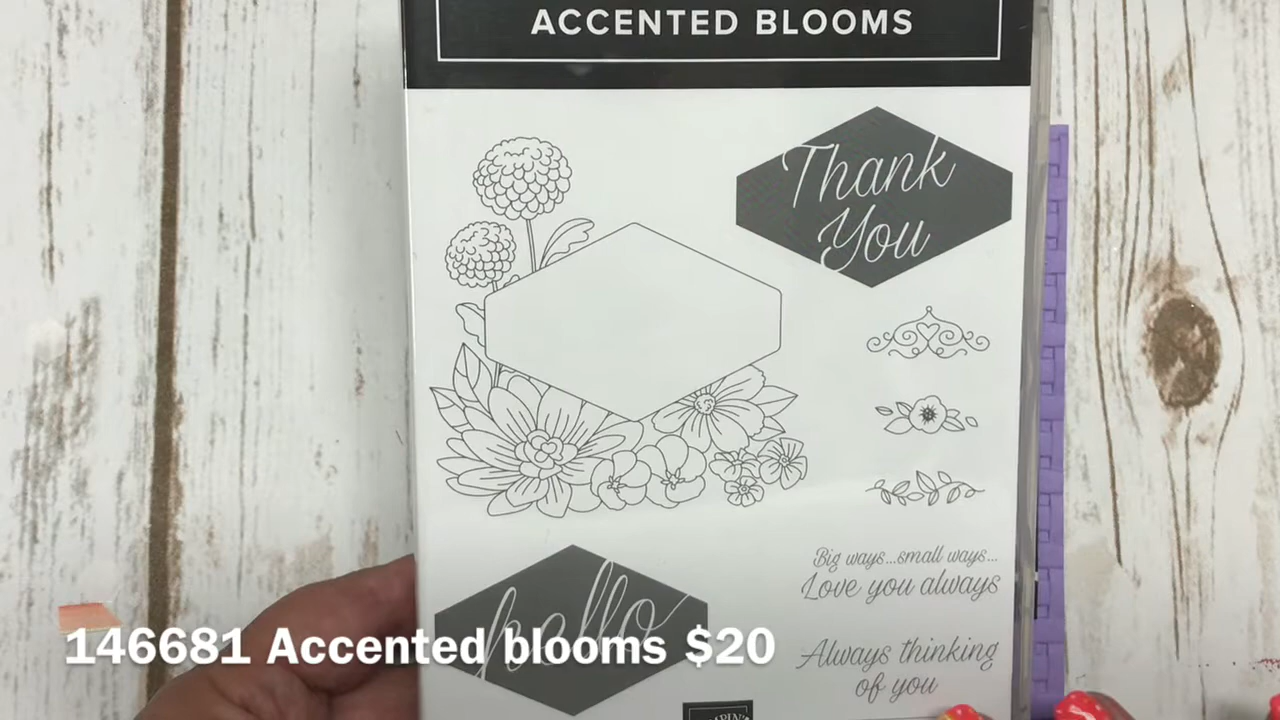 ACCENTED BLOOMS
Thank
You
Big ways...small ways...
Love you always
hello
146681 Accented blooms $20
Always thinking
of you